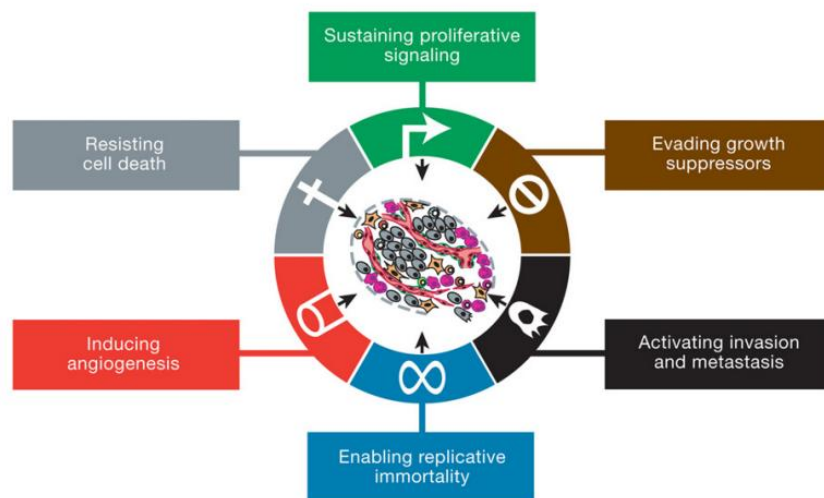 Sustaining proliferative
signaling
Resisting
cell death
Evading growth
suppressors
Inducing
angiogenesis
Activating invasion
and metastasis
Enabling replicative
immortality